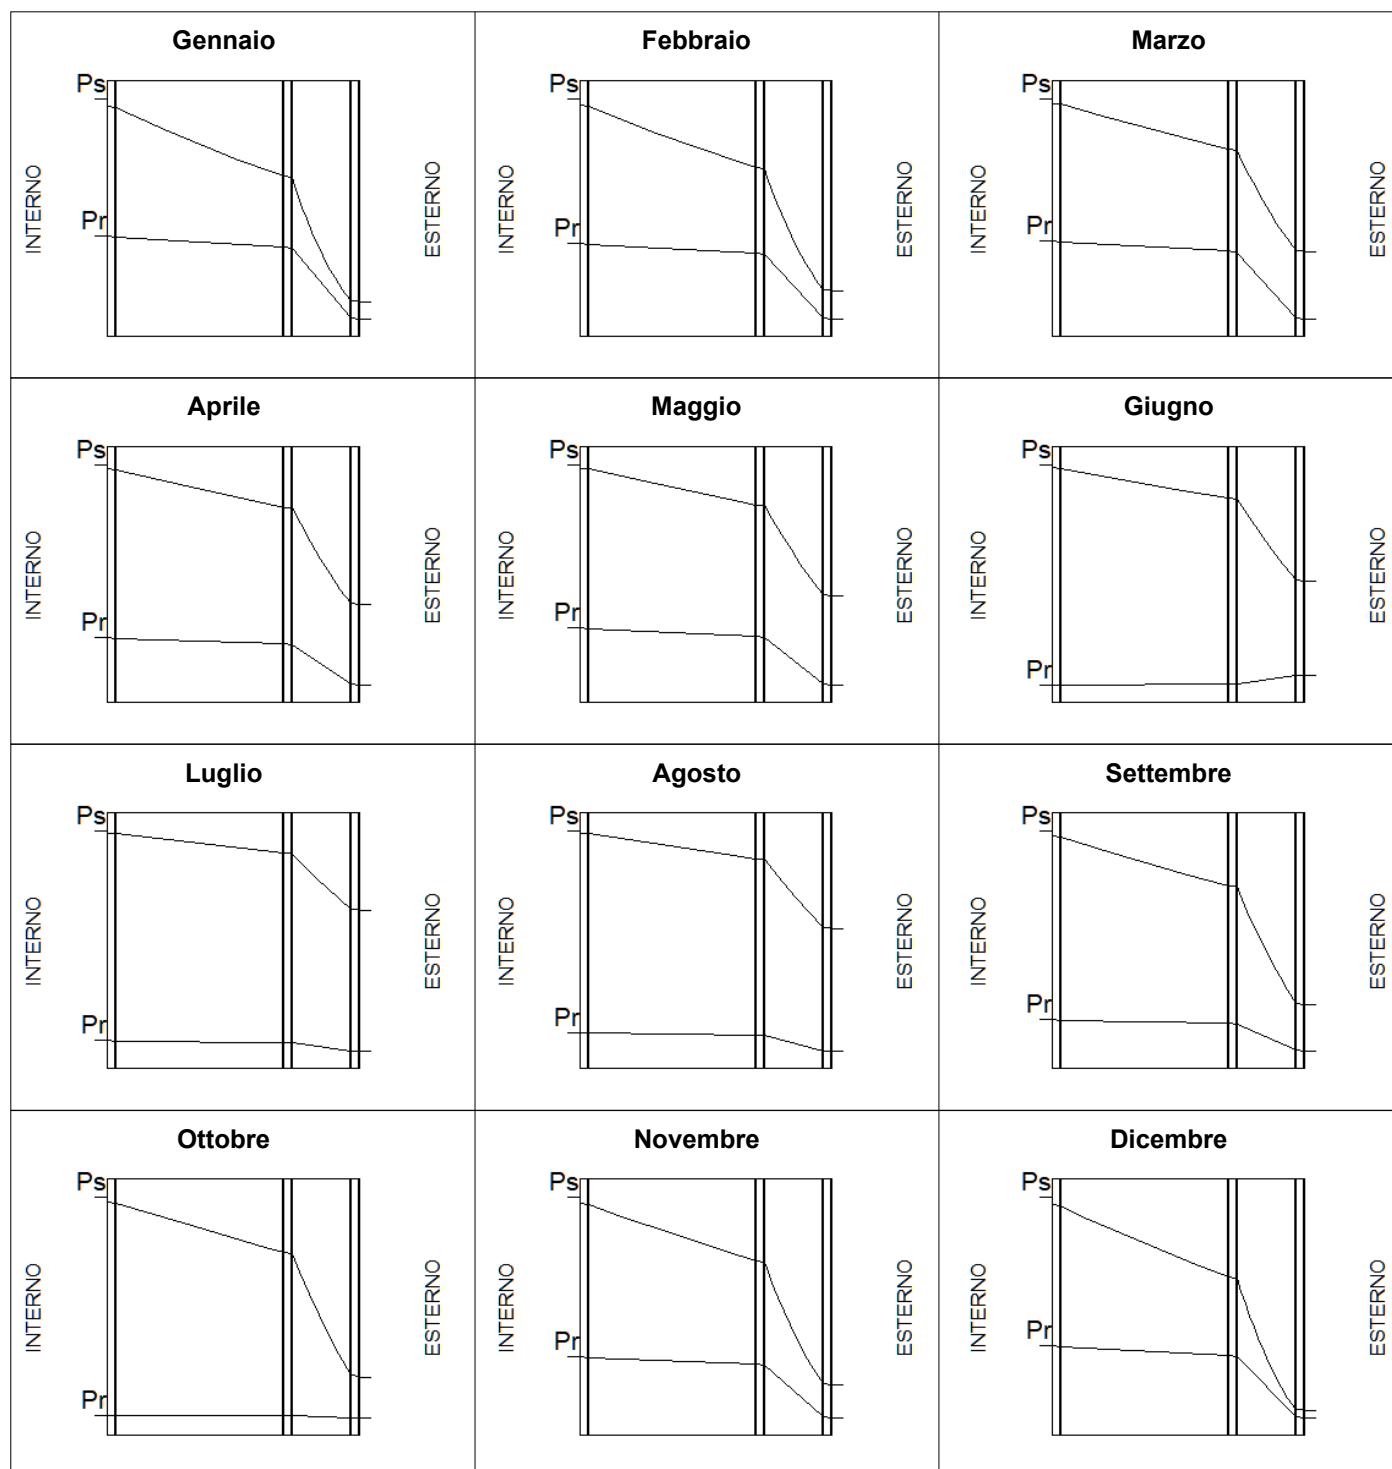 Gennaio
Ps
Pr
INTERNO
ESTERNO
Febbraio
Ps
Pr
INTERNO
ESTERNO
Marzo
Ps
Pr
INTERNO
ESTERNO
Aprile
Ps
Pr
INTERNO
ESTERNO
Maggio
Ps
Pr
INTERNO
ESTERNO
Giugno
Ps
Pr
INTERNO
ESTERNO
Luglio
Ps
Pr
INTERNO
ESTERNO
Agosto
Ps
Pr
INTERNO
ESTERNO
Settembre
Ps
Pr
INTERNO
ESTERNO
Ottobre
Ps
Pr
INTERNO
ESTERNO
Novembre
Ps
Pr
INTERNO
ESTERNO
Dicembre
Ps
Pr
INTERNO
ESTERNO